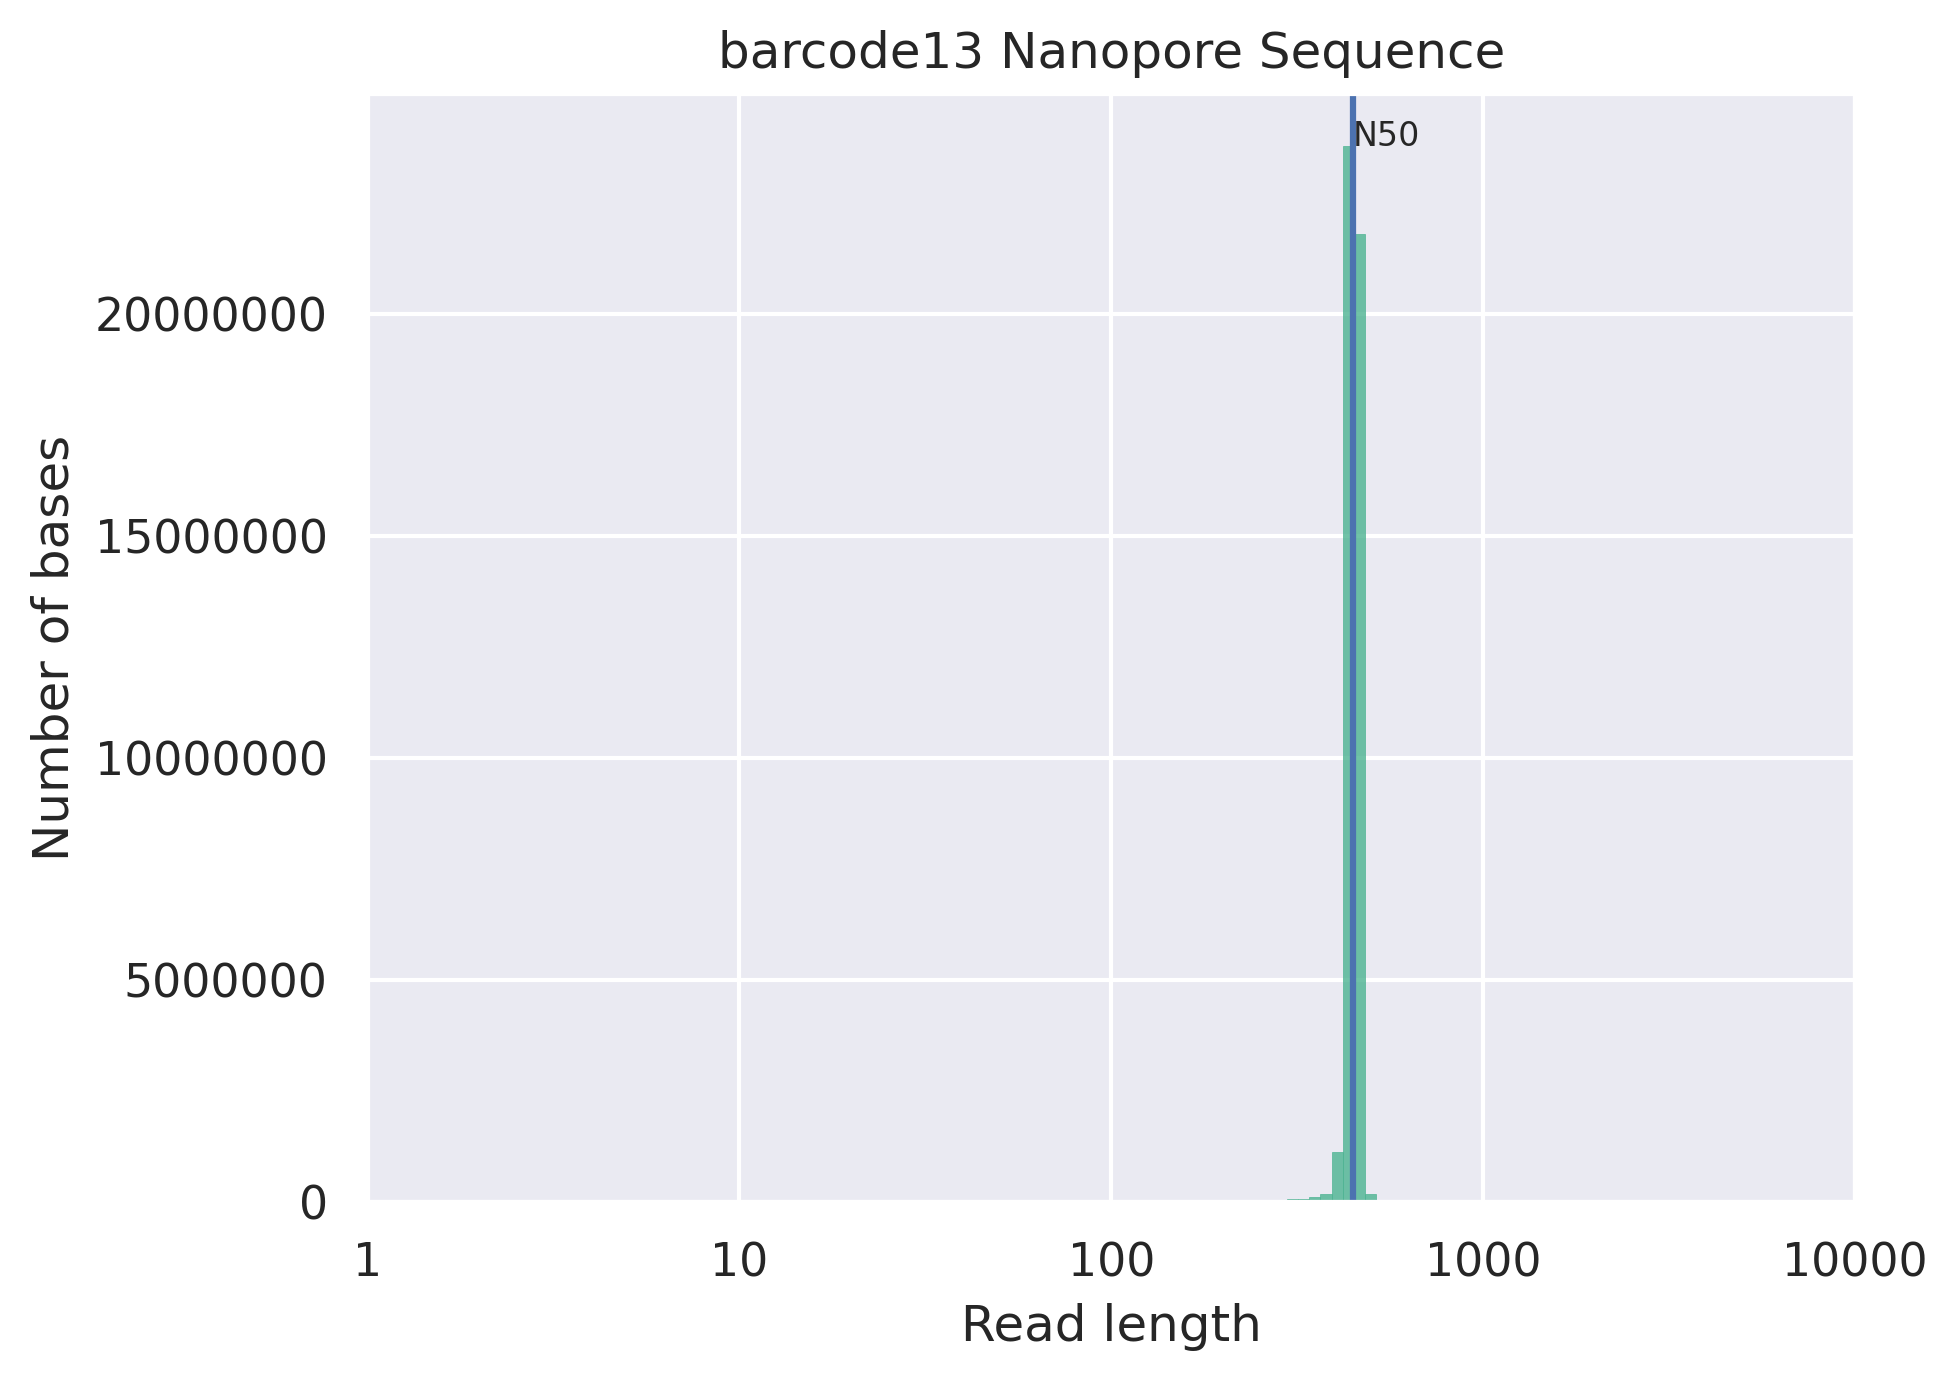 barcode13 Nanopore Sequence
N50
20000000
15000000
10000000
5000000
0
Number of bases
1 10 100 1000 10000
Read length